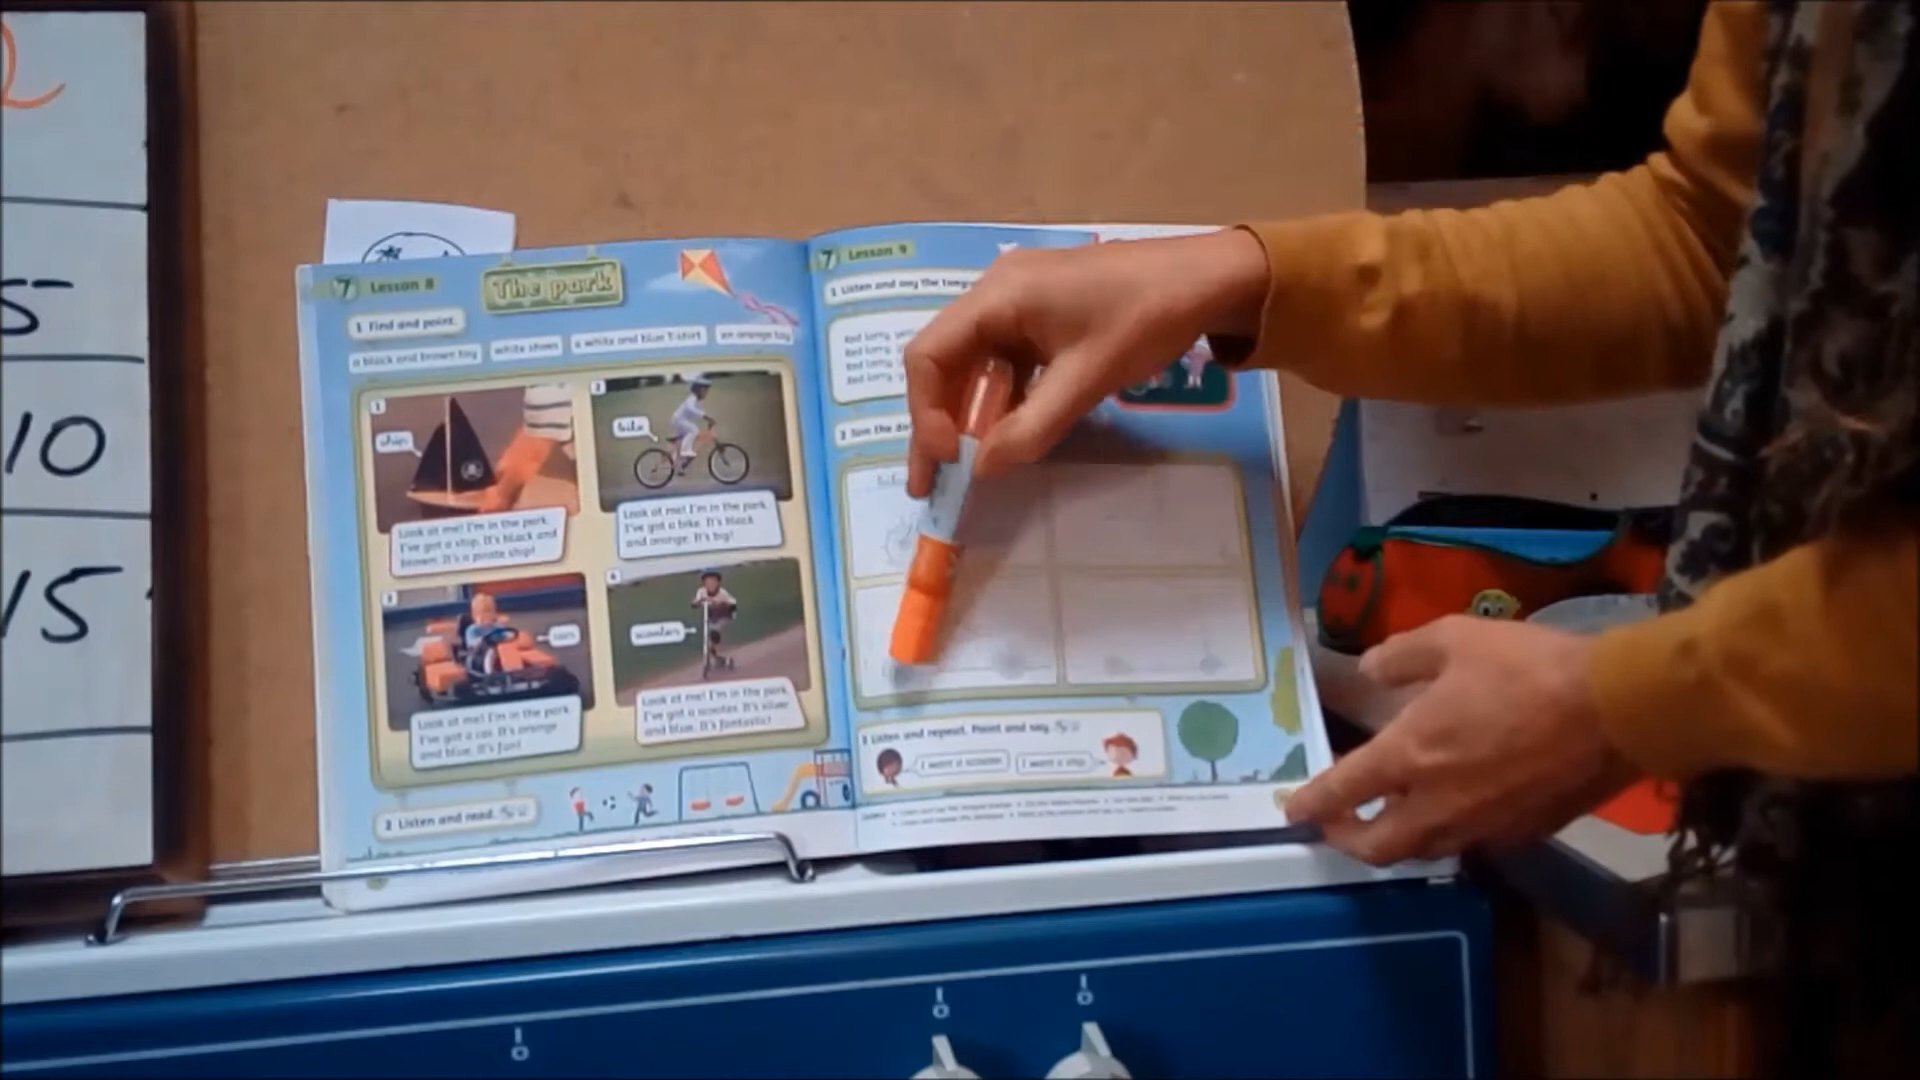 2
5
10
15
7 Lesson 8
The park
1 Find and point.
a black and brown toy
white shoes
a white and blue T-shirt
an orange toy
1
ship
Look at me! I'm in the park.
I've got a ship. It's black and
brown. It's a pirate ship!
2
bike
Look at me! I'm in the park.
I've got a bike. It's black
and orange. It's big!
3
car
Look at me! I'm in the park.
I've got a car. It's orange
and blue. It's fun!
4
scooter
Look at me! I'm in the park.
I've got a scooter. It's silver
and blue. It's fantastic!
2 Listen and read.
7 Lesson 9
1 Listen and say the
Red lorry,
Red lorry,
Red lorry,
Red lorry,
2 Join the
3 Listen and repeat. Point and say.
I want a scooter.
I want a ship.